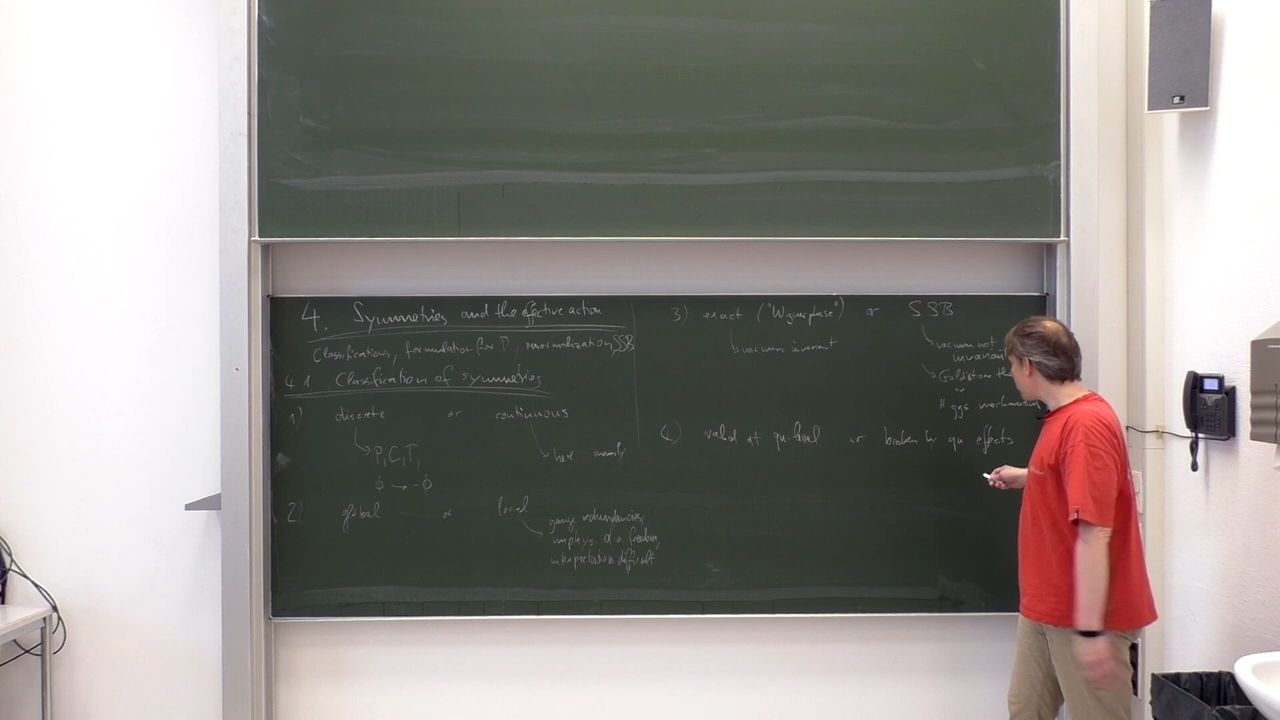 4. Symmetries and the effective action
Classifications, formulation for Γ, renormalization, SSB
4.1 Classification of symmetries
1) discrete or continuous
P, C, T,
ϕ → -ϕ
here mainly
2) global or local
gauge redundancies,
unphys. d.o. freedom,
interpretation difficult
3) exact ("Wigner phase") or SSB
vacuum invariant
vacuum not
invariant
Goldstone
or
Higgs mechanism
4) valid at qu-level or broken by qu effects